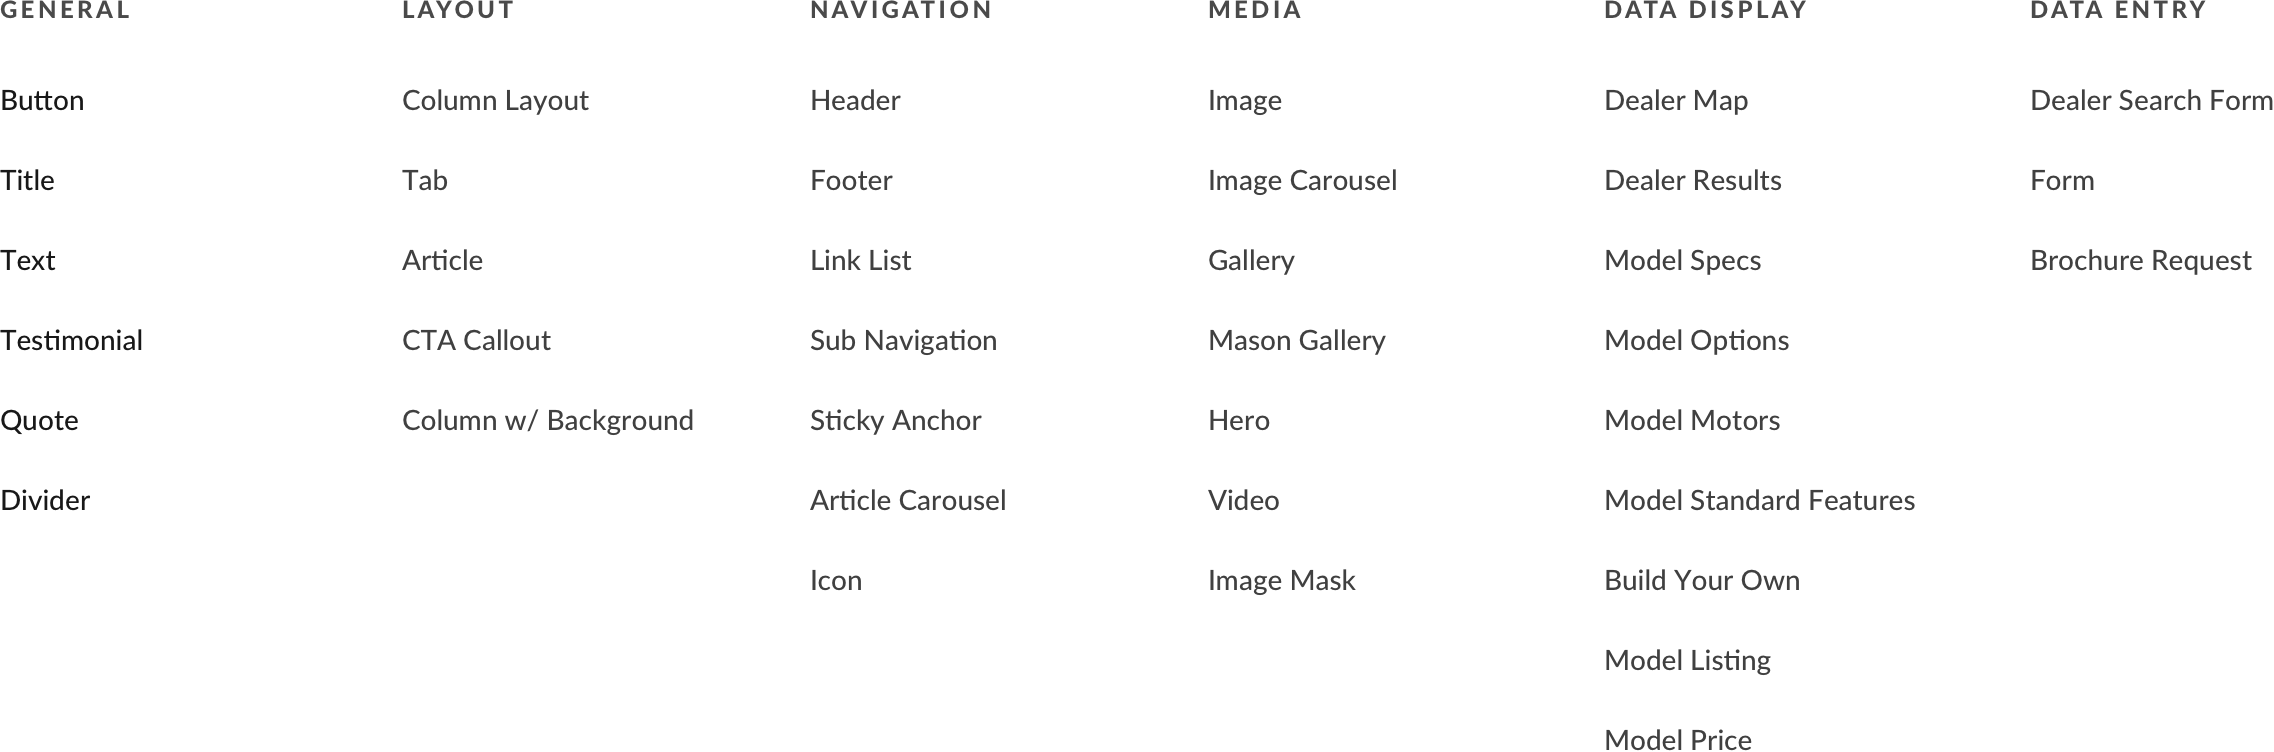 GENERAL LAYOUT NAVIGATION MEDIA DATA DISPLAY DATA ENTRY
Button Column Layout Header Image Dealer Map Dealer Search Form
Title Tab Footer Image Carousel Dealer Results Form
Text Article Link List Gallery Model Specs Brochure Request
Testimonial CTA Callout Sub Navigation Mason Gallery Model Options
Quote Column w/ Background Sticky Anchor Hero Model Motors
Divider Article Carousel Video Model Standard Features
Icon Image Mask Build Your Own
Model Listing
Model Price